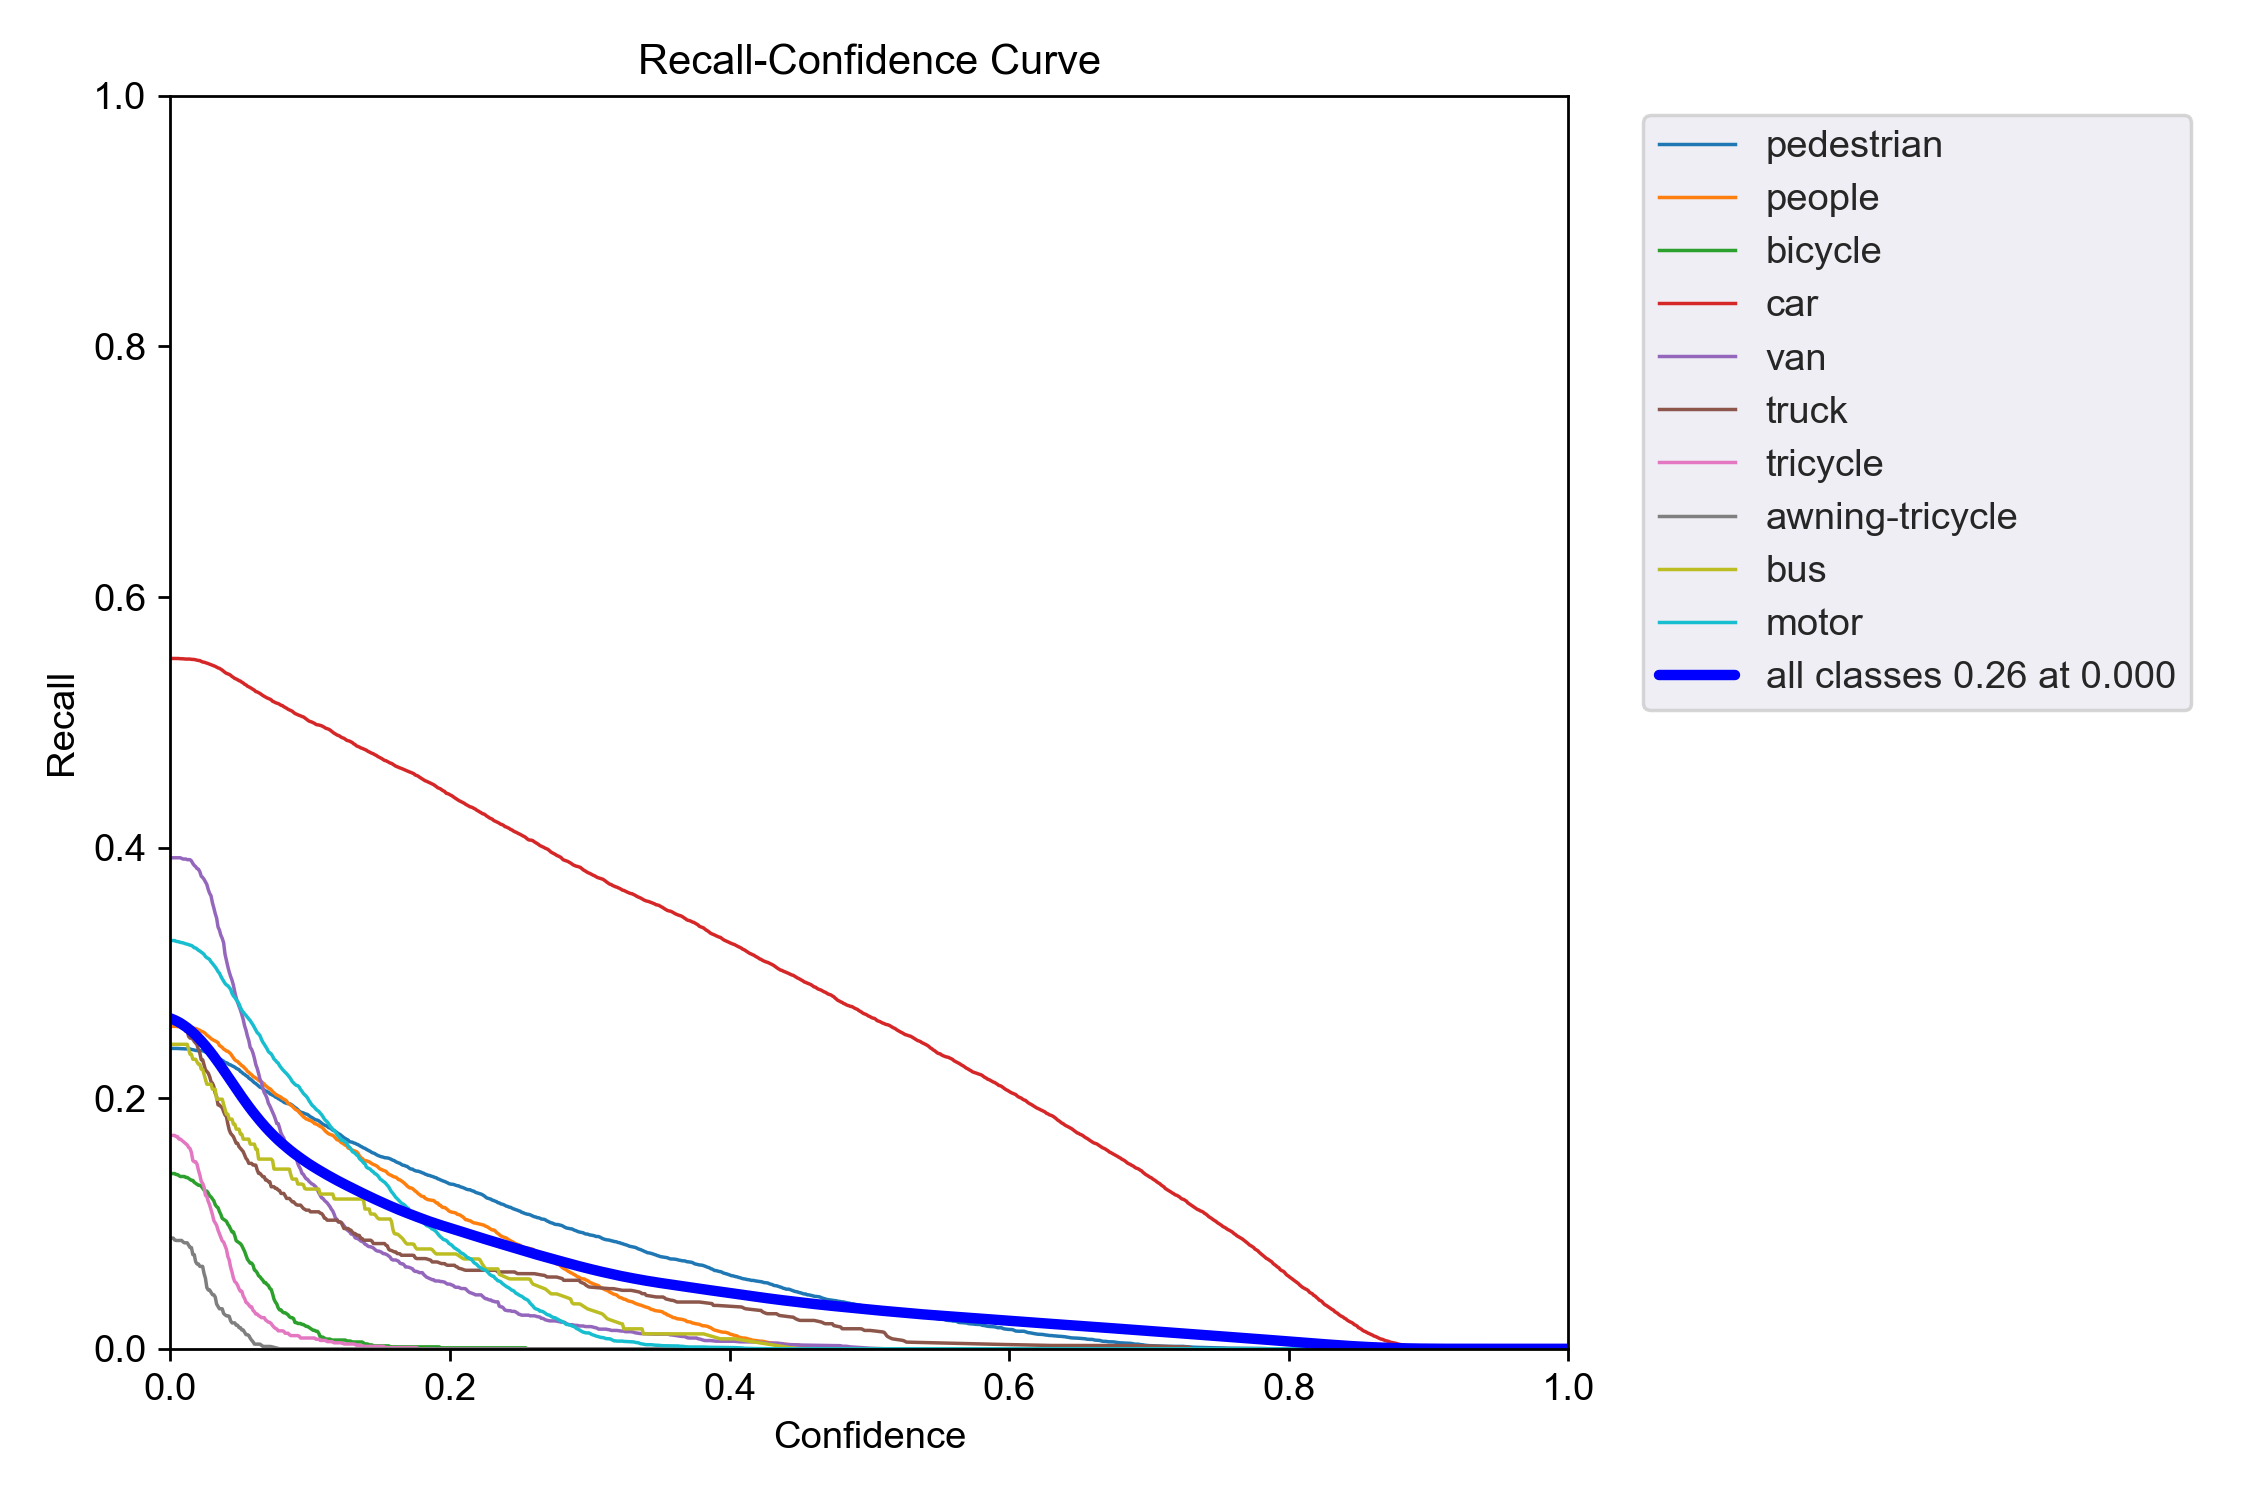 Recall-Confidence Curve
1.0
0.8
0.6
0.4
0.2
0.0
Recall
0.0 0.2 0.4 0.6 0.8 1.0
Confidence
pedestrian
people
bicycle
car
van
truck
tricycle
awning-tricycle
bus
motor
all classes 0.26 at 0.000